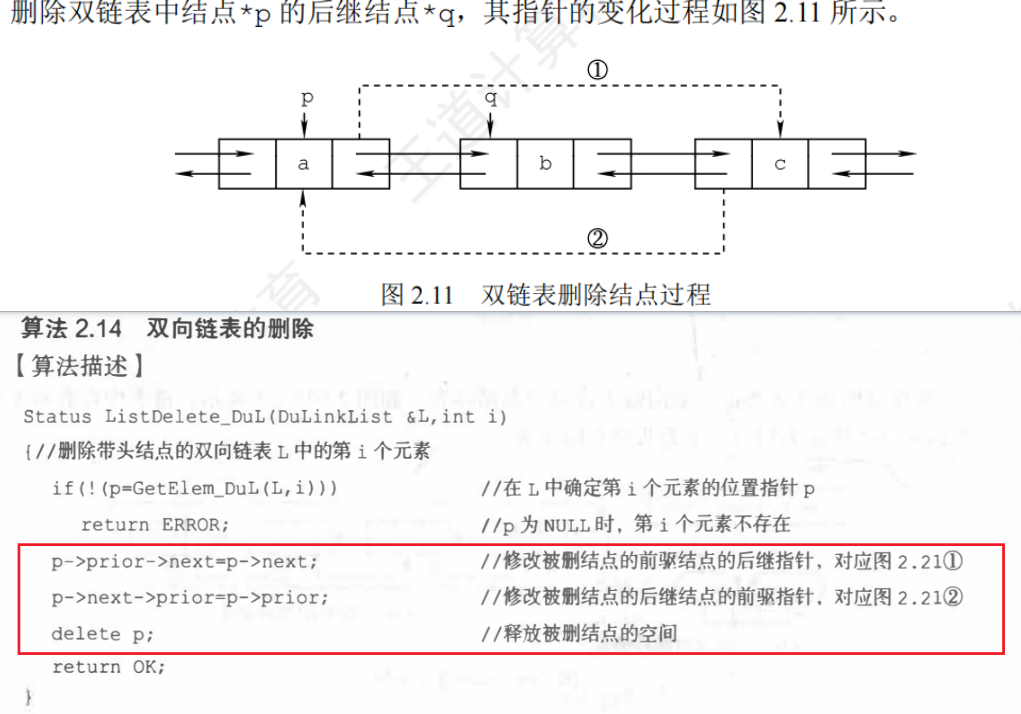 删除双链表中结点*p 的后继结点*q，其指针的变化过程如图 2.11 所示。
①
p
q
a
b
c
②
图 2.11 双链表删除结点过程
算法 2.14 双向链表的删除
【算法描述】
Status ListDelete_DuL(DuLinkList &L,int i)
{//删除带头结点的双向链表 L 中的第 i 个元素
if(!(p=GetElem_DuL(L,i))) //在 L 中确定第 i 个元素的位置指针 p
return ERROR; //p 为 NULL 时，第 i 个元素不存在
p->prior->next=p->next; //修改被删结点的前驱结点的后继指针，对应图 2.21①
p->next->prior=p->prior; //修改被删结点的后继结点的前驱指针，对应图 2.21②
delete p; //释放被删结点的空间
return OK;
}